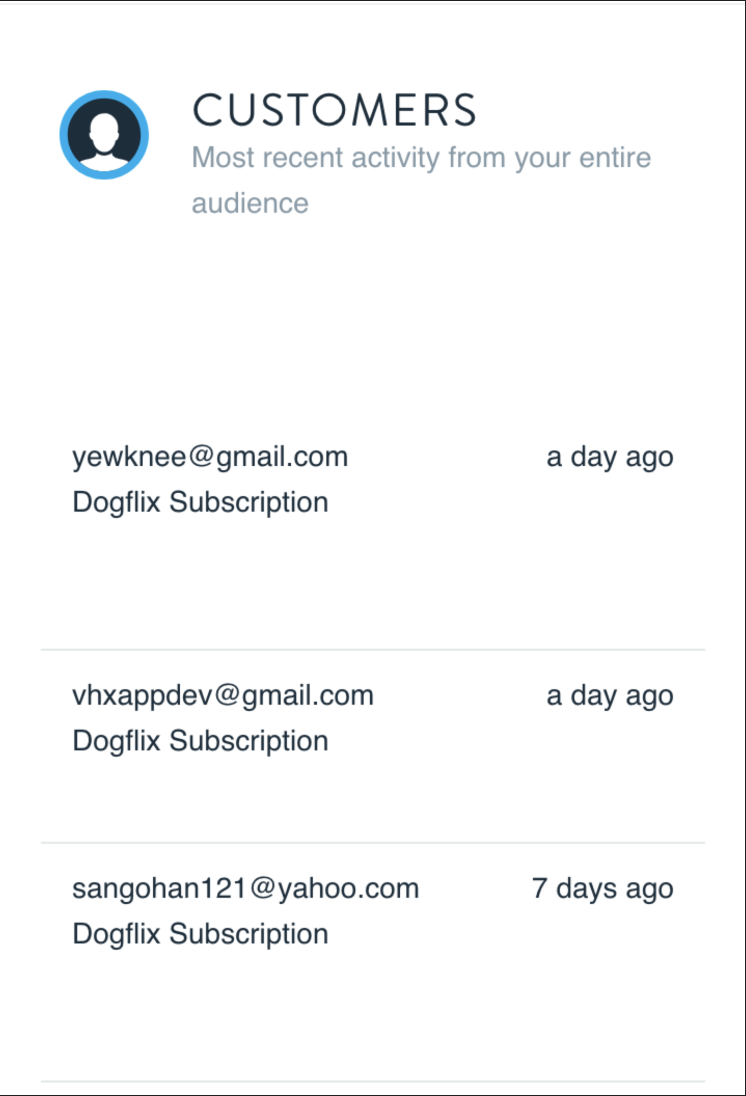 CUSTOMERS
Most recent activity from your entire
audience
yewknee@gmail.com a day ago
Dogflix Subscription
vhxappdev@gmail.com a day ago
Dogflix Subscription
sangohan121@yahoo.com 7 days ago
Dogflix Subscription